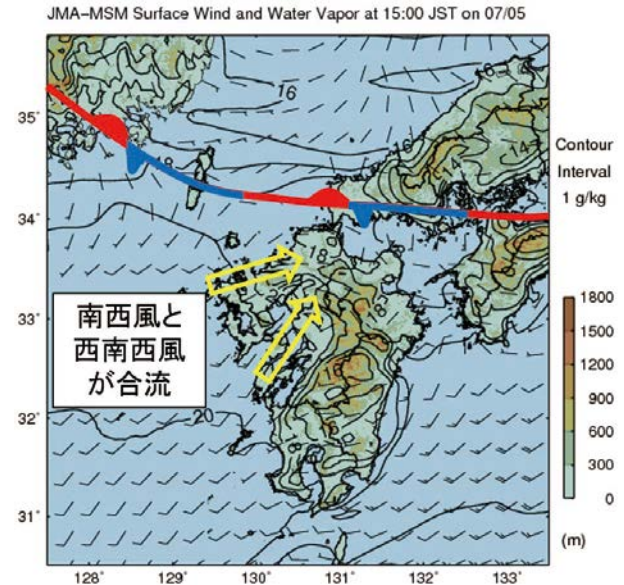 JMA-MSM Surface Wind and Water Vapor at 15:00 JST on 07/05
35°
34°
33°
32°
31°
128°
129°
130°
131°
132°
133°
16
16
14
18
20
南西風と
西南西風
が合流
Contour
Interval
1 g/kg
1800
1500
1200
900
600
300
0
(m)